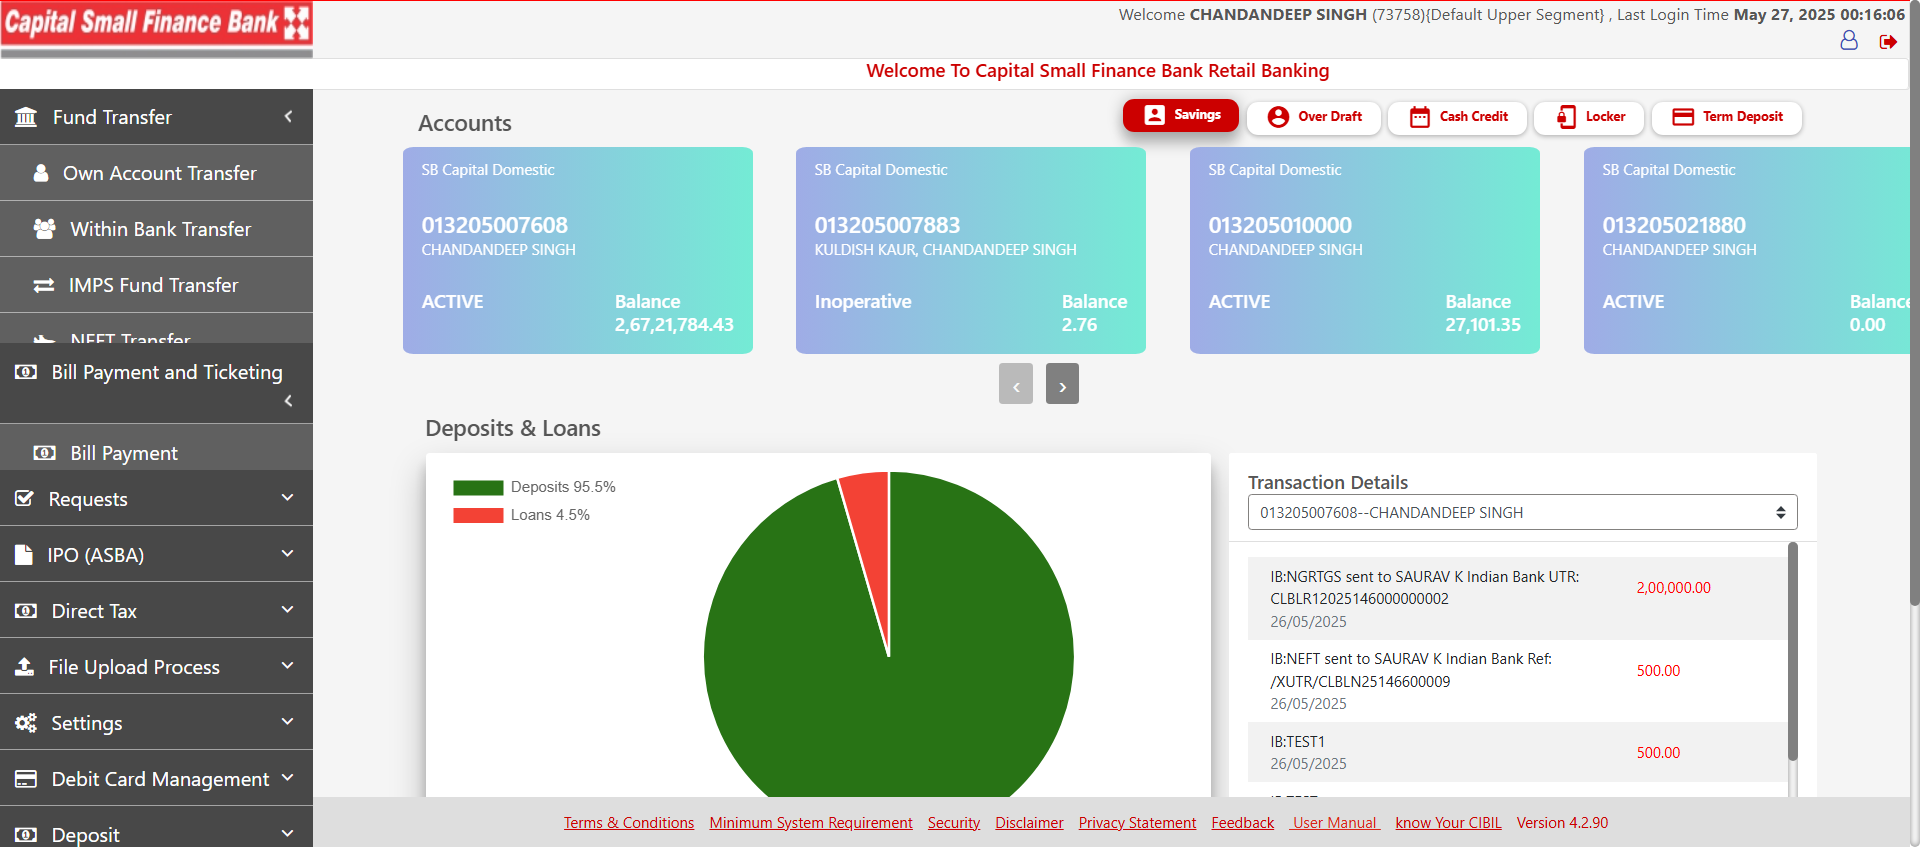 Capital Small Finance Bank
Welcome CHANDANDEEP SINGH (73758){Default Upper Segment} , Last Login Time May 27, 2025 00:16:06
Welcome To Capital Small Finance Bank Retail Banking
Fund Transfer
Own Account Transfer
Within Bank Transfer
IMPS Fund Transfer
NEFT Transfer
Bill Payment and Ticketing
Bill Payment
Requests
IPO (ASBA)
Direct Tax
File Upload Process
Settings
Debit Card Management
Deposit
Accounts
Savings
Over Draft
Cash Credit
Locker
Term Deposit
SB Capital Domestic
013205007608
CHANDANDEEP SINGH
ACTIVE
Balance
2,67,21,784.43
SB Capital Domestic
013205007883
KULDISH KAUR, CHANDANDEEP SINGH
Inoperative
Balance
2.76
SB Capital Domestic
013205010000
CHANDANDEEP SINGH
ACTIVE
Balance
27,101.35
SB Capital Domestic
013205021880
CHANDANDEEP SINGH
ACTIVE
Balance
0.00
‹ ›
Deposits & Loans
Deposits 95.5%
Loans 4.5%
Transaction Details
013205007608--CHANDANDEEP SINGH
IB:NGRTGS sent to SAURAV K Indian Bank UTR:
CLBLR12025146000000002
26/05/2025
2,00,000.00
IB:NEFT sent to SAURAV K Indian Bank Ref:
/XUTR/CLBLN25146600009
26/05/2025
500.00
IB:TEST1
26/05/2025
500.00
Terms & Conditions Minimum System Requirement Security Disclaimer Privacy Statement Feedback User Manual know Your CIBIL Version 4.2.90